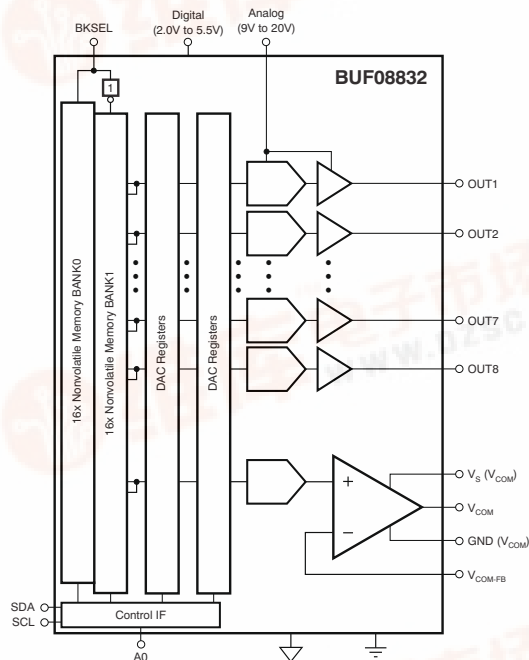 Digital
(2.0V to 5.5V)
Analog
(9V to 20V)
BKSEL
BUF08832
1
16x Nonvolatile Memory BANK0
16x Nonvolatile Memory BANK1
DAC Registers
DAC Registers
OUT1
OUT2
OUT7
OUT8
+
−
VS (VCOM)
VCOM
GND (VCOM)
VCOM-FB
SDA
SCL
Control IF
A0